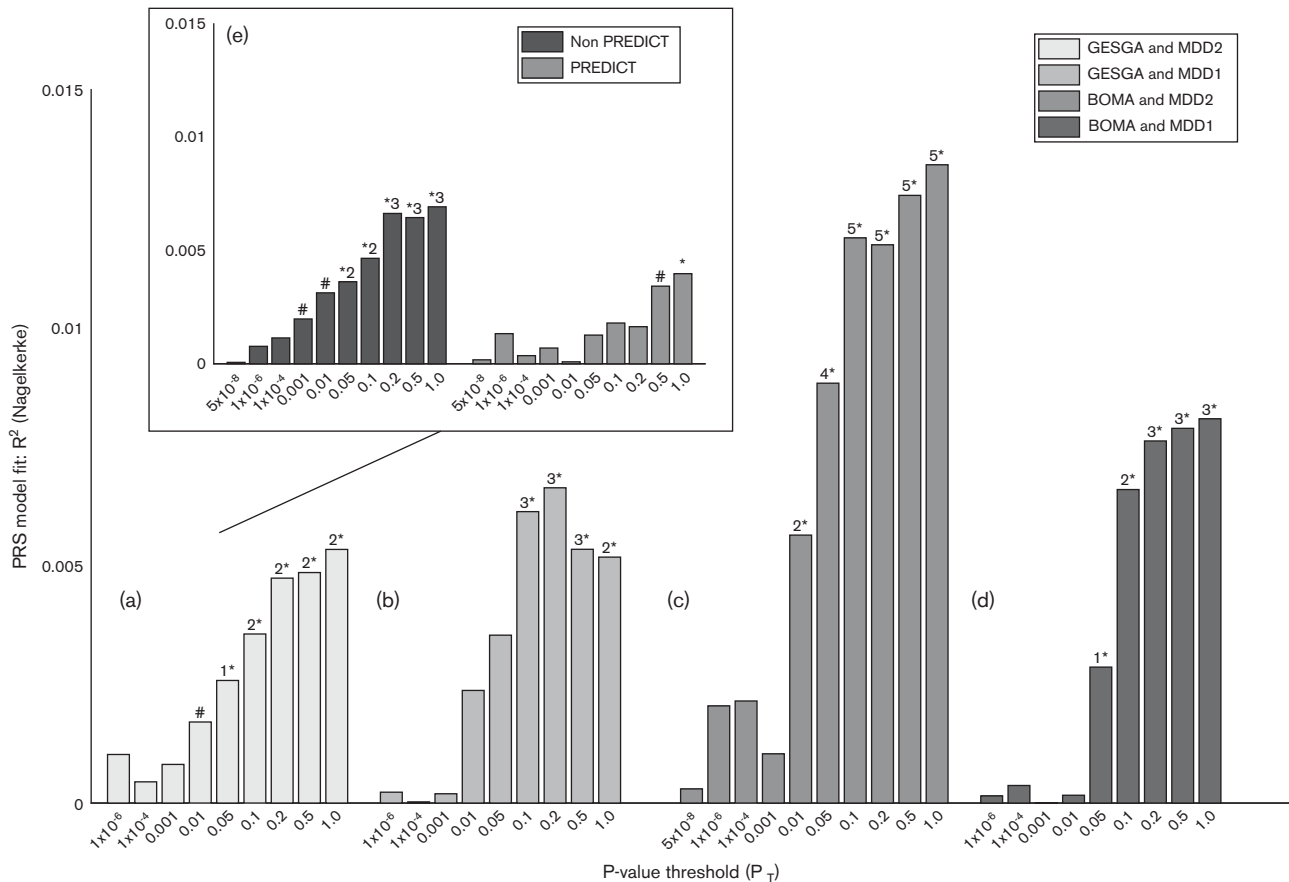 (e)
0.015
0.01
0.005
0
Non PREDICT
PREDICT
# # *2 *2 *3 *3 *3
# *
5x10-8 1x10-6 1x10-4 0.001 0.01 0.05 0.1 0.2 0.5 1.0
5x10-8 1x10-6 1x10-4 0.001 0.01 0.05 0.1 0.2 0.5 1.0
GESGA and MDD2
GESGA and MDD1
BOMA and MDD2
BOMA and MDD1
PRS model fit: R2 (Nagelkerke)
0.015
0.01
0.005
0
(a)
# 1* 2* 2* 2* 2*
1x10-6 1x10-4 0.001 0.01 0.05 0.1 0.2 0.5 1.0
(b)
3* 3* 3* 2*
1x10-6 1x10-4 0.001 0.01 0.05 0.1 0.2 0.5 1.0
(c)
2* 4* 5* 5* 5* 5*
5x10-8 1x10-6 1x10-4 0.001 0.01 0.05 0.1 0.2 0.5 1.0
(d)
1* 2* 3* 3* 3*
1x10-6 1x10-4 0.001 0.01 0.05 0.1 0.2 0.5 1.0
P-value threshold (P T)